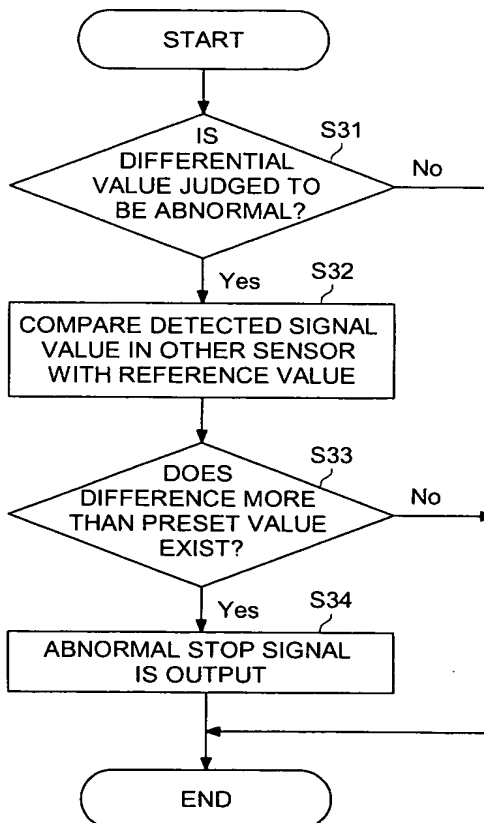 START
S31
IS
DIFFERENTIAL
VALUE JUDGED TO
BE ABNORMAL?
No
Yes
S32
COMPARE DETECTED SIGNAL
VALUE IN OTHER SENSOR
WITH REFERENCE VALUE
S33
DOES
DIFFERENCE MORE
THAN PRESET VALUE
EXIST?
No
Yes
S34
ABNORMAL STOP SIGNAL
IS OUTPUT
END